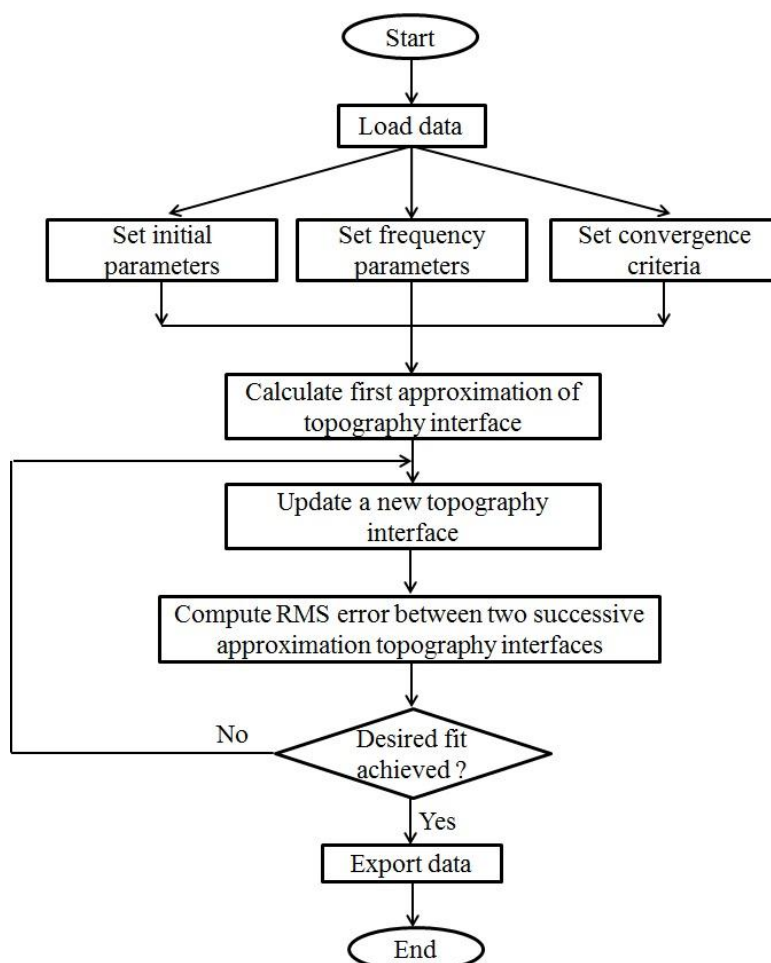 Start
Load data
Set initial
parameters
Set frequency
parameters
Set convergence
criteria
Calculate first approximation of
topography interface
Update a new topography
interface
Compute RMS error between two successive
approximation topography interfaces
No
Desired fit
achieved ?
Yes
Export data
End